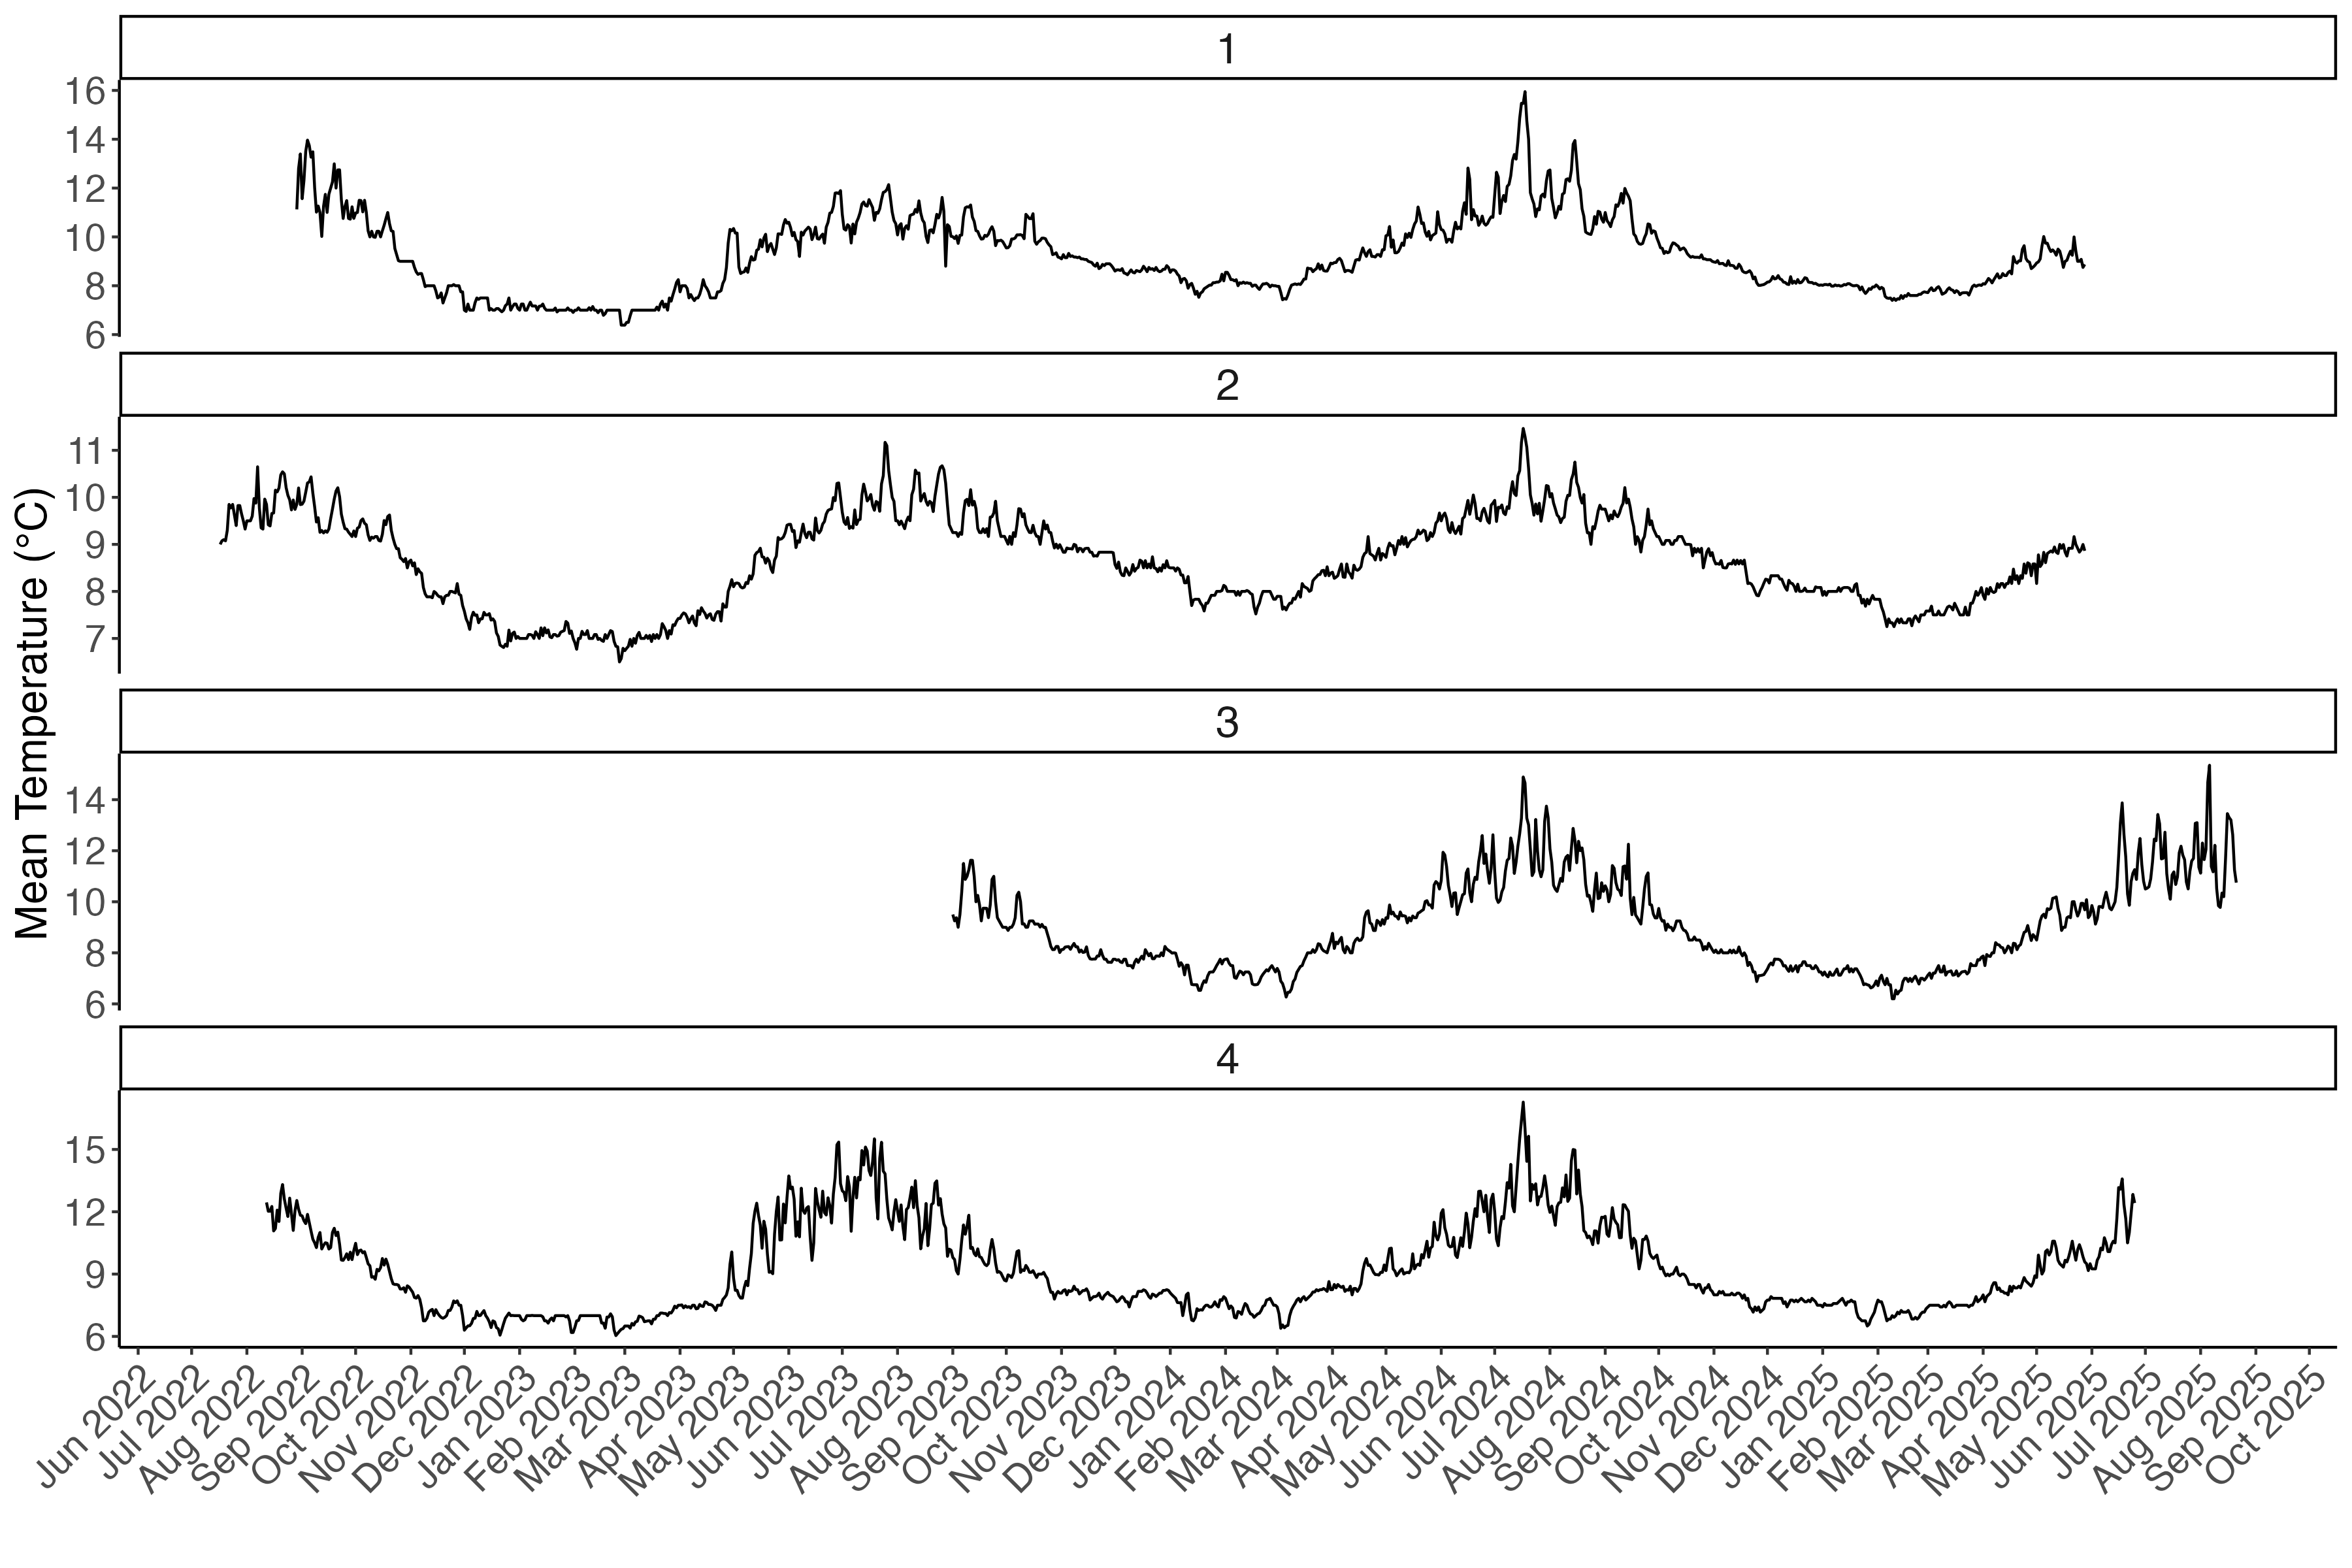 Mean Temperature (°C)
1
16
14
12
10
8
6
2
11
10
9
8
7
3
14
12
10
8
6
4
15
12
9
6
Jun 2022
Jul 2022
Aug 2022
Sep 2022
Oct 2022
Nov 2022
Dec 2022
Jan 2023
Feb 2023
Mar 2023
Apr 2023
May 2023
Jun 2023
Jul 2023
Aug 2023
Sep 2023
Oct 2023
Nov 2023
Dec 2023
Jan 2024
Feb 2024
Mar 2024
Apr 2024
May 2024
Jun 2024
Jul 2024
Aug 2024
Sep 2024
Oct 2024
Nov 2024
Dec 2024
Jan 2025
Feb 2025
Mar 2025
Apr 2025
May 2025
Jun 2025
Jul 2025
Aug 2025
Sep 2025
Oct 2025